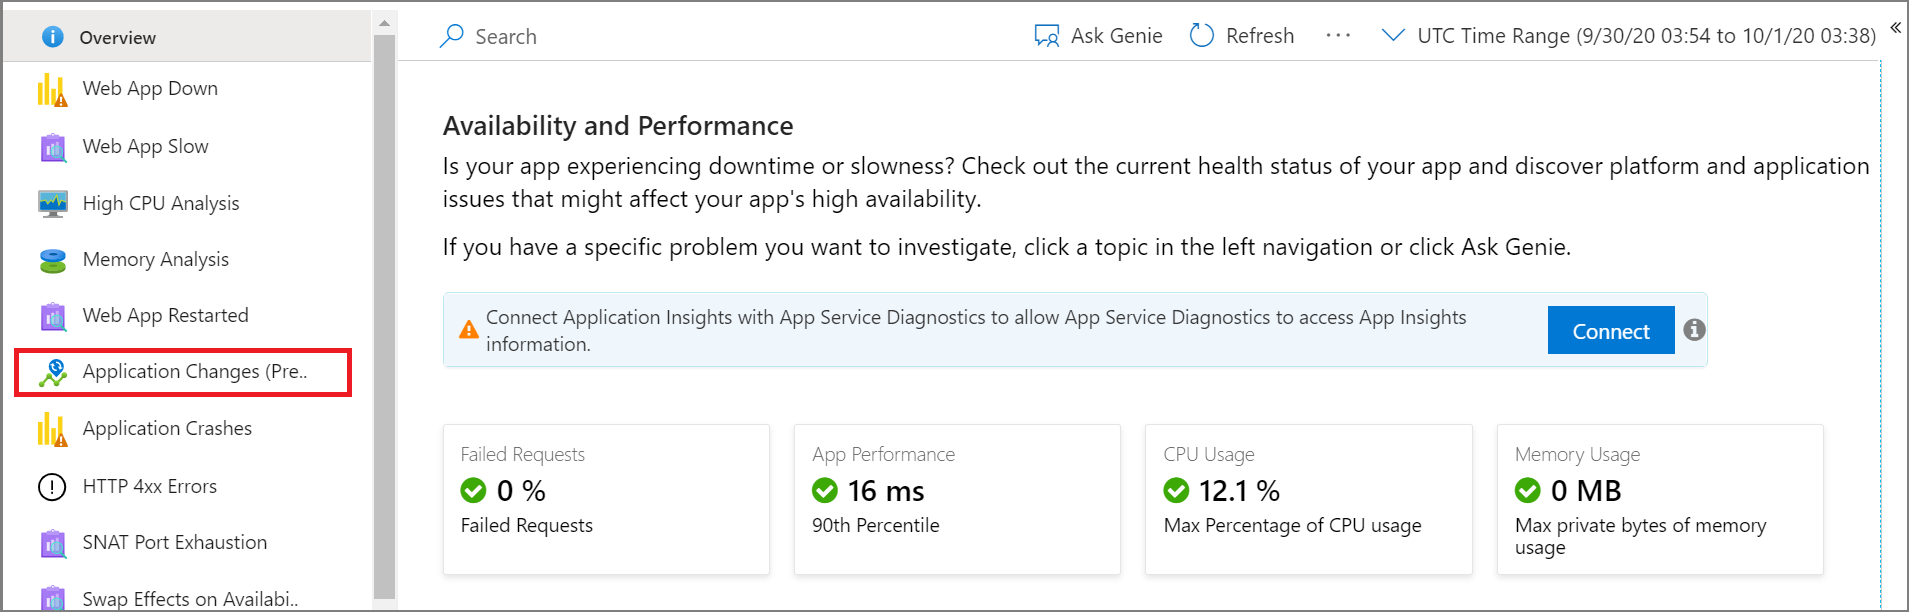 Overview
Web App Down
Web App Slow
High CPU Analysis
Memory Analysis
Web App Restarted
Application Changes (Pre..
Application Crashes
HTTP 4xx Errors
SNAT Port Exhaustion
Swap Effects on Availabi..
Search
Ask Genie
Refresh
UTC Time Range (9/30/20 03:54 to 10/1/20 03:38)
Availability and Performance
Is your app experiencing downtime or slowness? Check out the current health status of your app and discover platform and application
issues that might affect your app's high availability.
If you have a specific problem you want to investigate, click a topic in the left navigation or click Ask Genie.
Connect Application Insights with App Service Diagnostics to allow App Service Diagnostics to access App Insights
information.
Connect
Failed Requests
0 %
Failed Requests
App Performance
16 ms
90th Percentile
CPU Usage
12.1 %
Max Percentage of CPU usage
Memory Usage
0 MB
Max private bytes of memory
usage